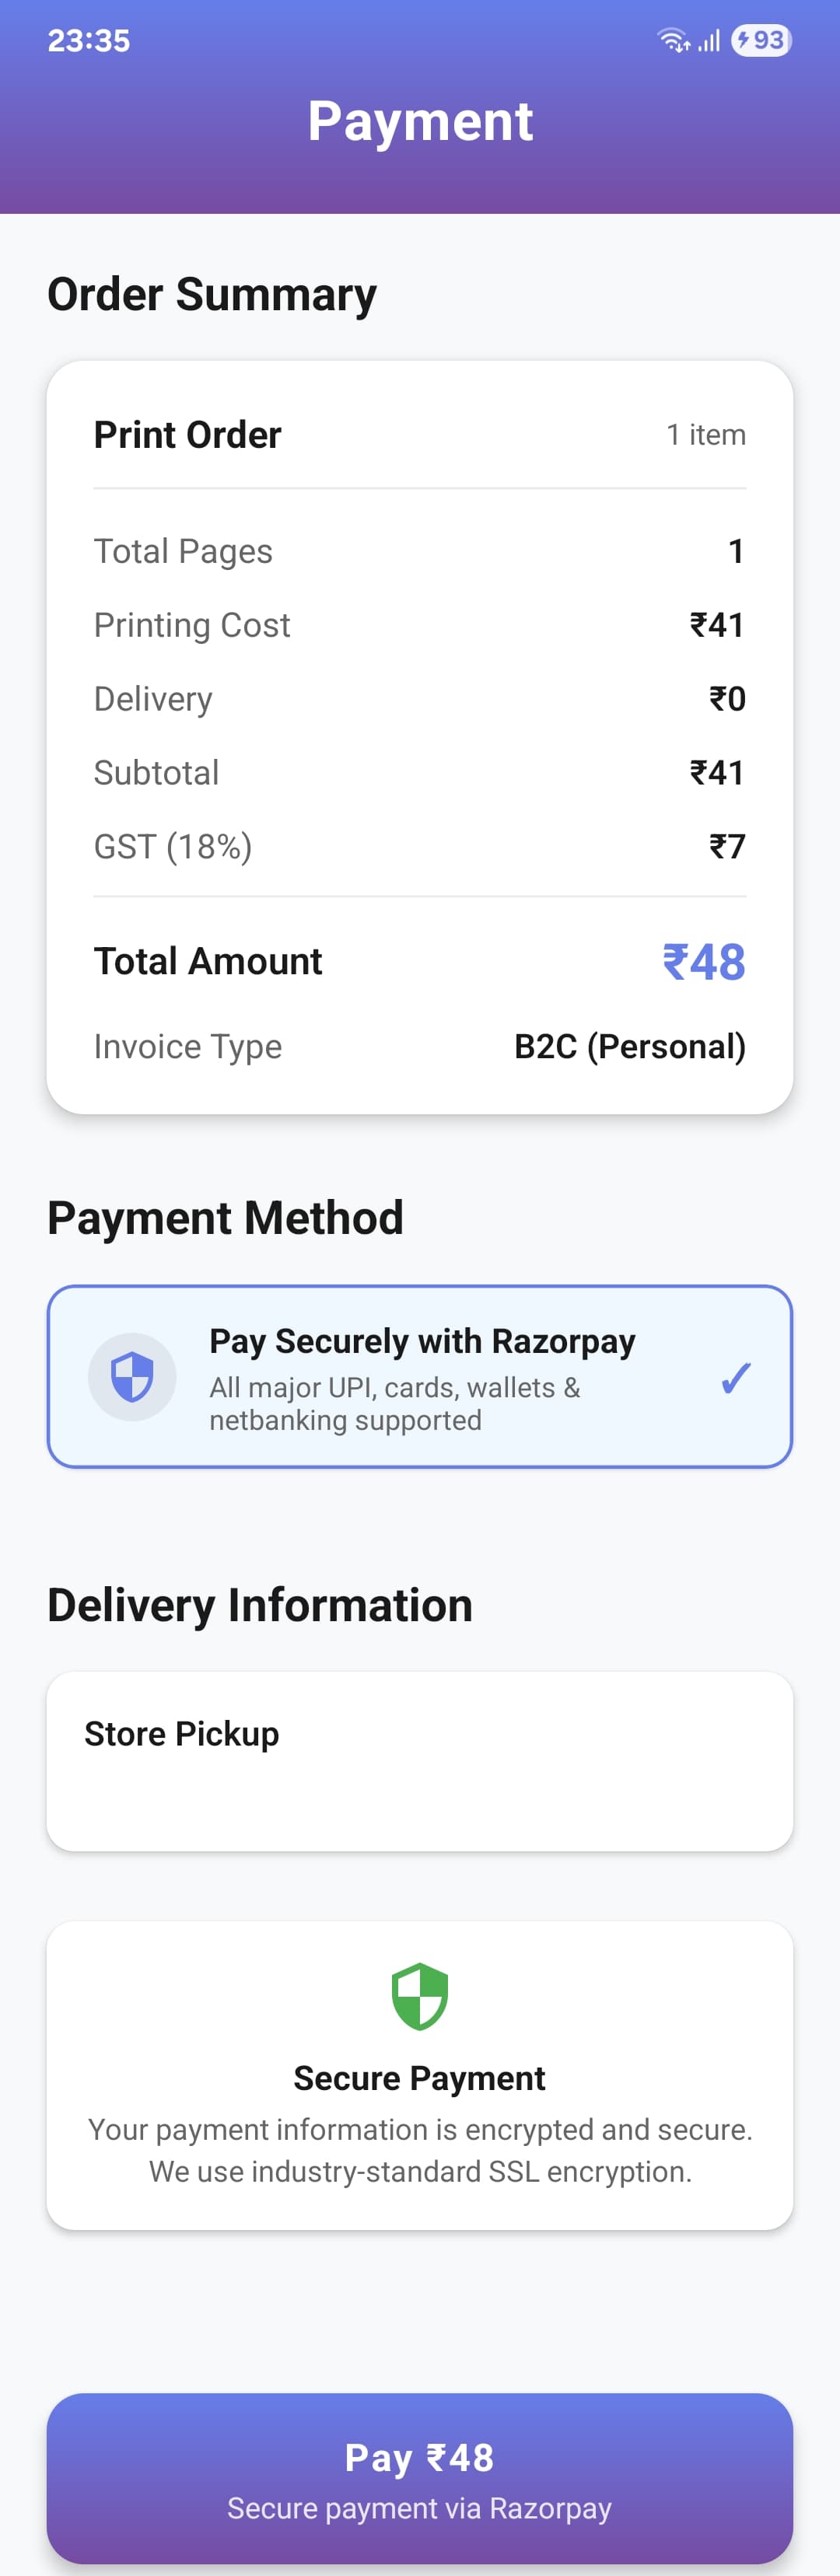 23:35
93
Payment
Order Summary
Print Order 1 item
Total Pages 1
Printing Cost ₹41
Delivery ₹0
Subtotal ₹41
GST (18%) ₹7
Total Amount ₹48
Invoice Type B2C (Personal)
Payment Method
Pay Securely with Razorpay
All major UPI, cards, wallets &
netbanking supported
✓
Delivery Information
Store Pickup
Secure Payment
Your payment information is encrypted and secure.
We use industry-standard SSL encryption.
Pay ₹48
Secure payment via Razorpay